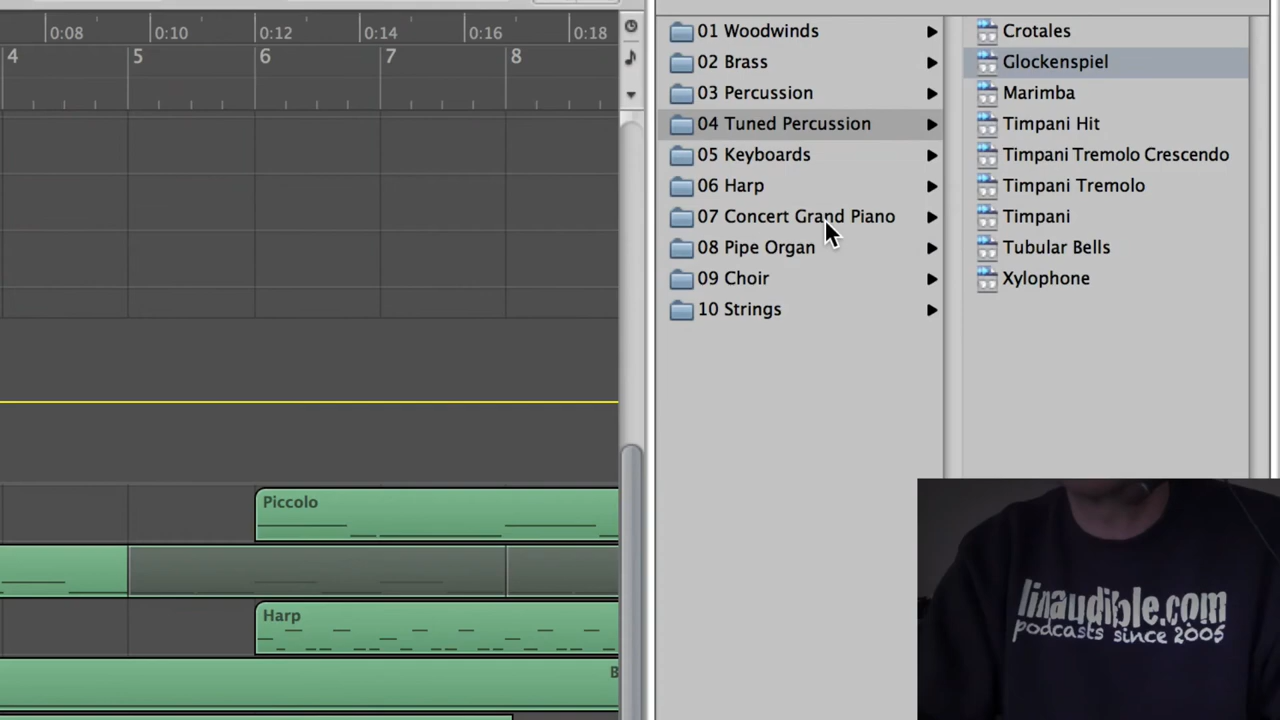 0:08 0:10 0:12 0:14 0:16 0:18
4 5 6 7 8
01 Woodwinds
02 Brass
03 Percussion
04 Tuned Percussion
05 Keyboards
06 Harp
07 Concert Grand Piano
08 Pipe Organ
09 Choir
10 Strings
Crotales
Glockenspiel
Marimba
Timpani Hit
Timpani Tremolo Crescendo
Timpani Tremolo
Timpani
Tubular Bells
Xylophone
Piccolo
Harp
B
linaudible.com
podcasts since 2005